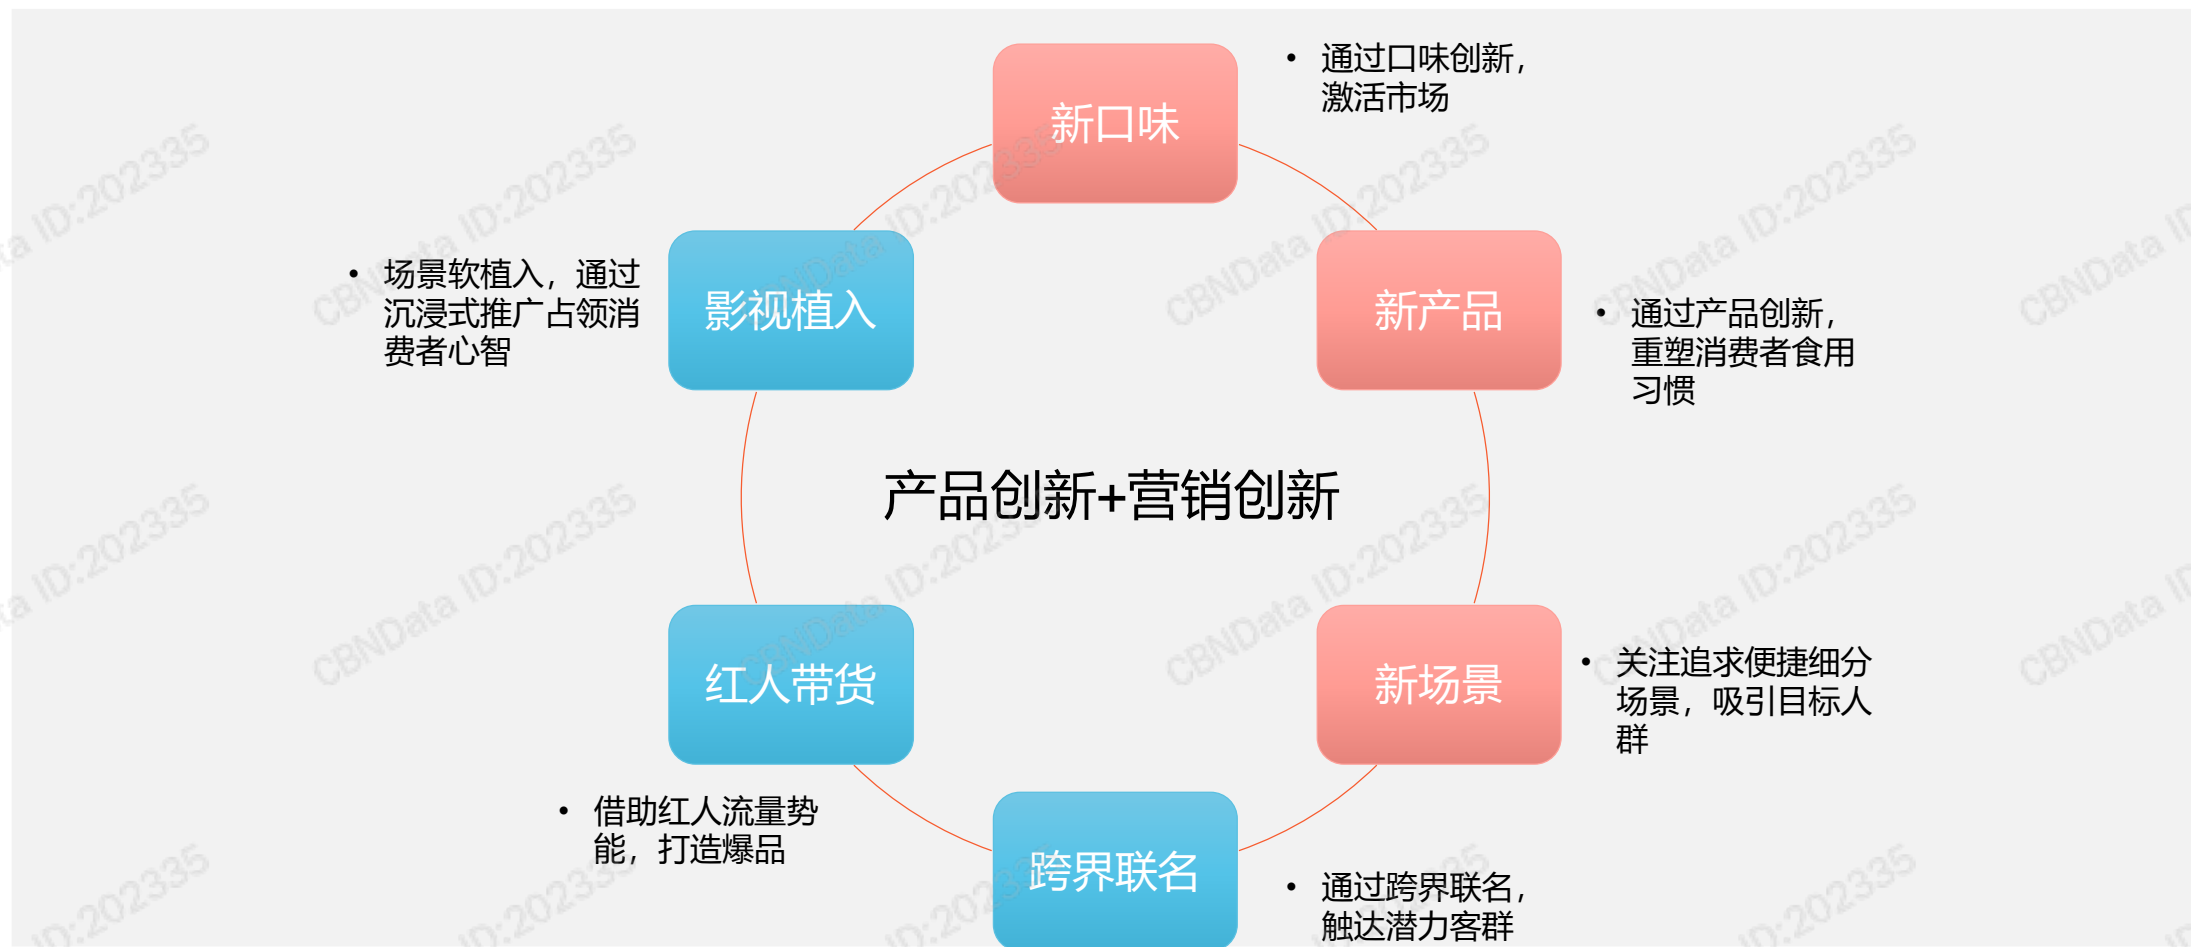 新口味
• 通过口味创新，
激活市场
影视植入
• 场景软植入，通过
沉浸式推广占领消
费者心智
新产品
• 通过产品创新，
重塑消费者食用
习惯
产品创新+营销创新
红人带货
• 借助红人流量势
能，打造爆品
新场景
• 关注追求便捷细分
场景，吸引目标人
群
跨界联名
• 通过跨界联名，
触达潜力客群
CBNData ID:202335